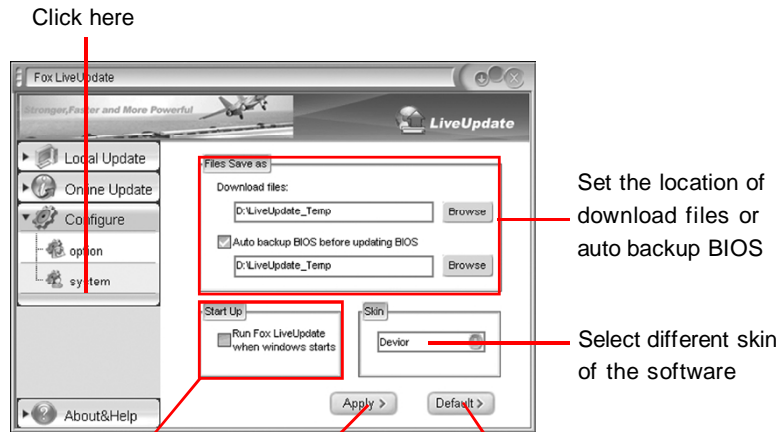 Click here
Fox LiveUpdate
Stronger,Faster and More Powerful
LiveUpdate
Local Update
Online Update
Configure
option
system
About&Help
Files Save as
Download files:
D:\LiveUpdate_Temp
Browse
Auto backup BIOS before updating BIOS
D:\LiveUpdate_Temp
Browse
Start Up
Run Fox LiveUpdate
when windows starts
Skin
Devior
Apply >
Default >
Set the location of
download files or
auto backup BIOS
Select different skin
of the software